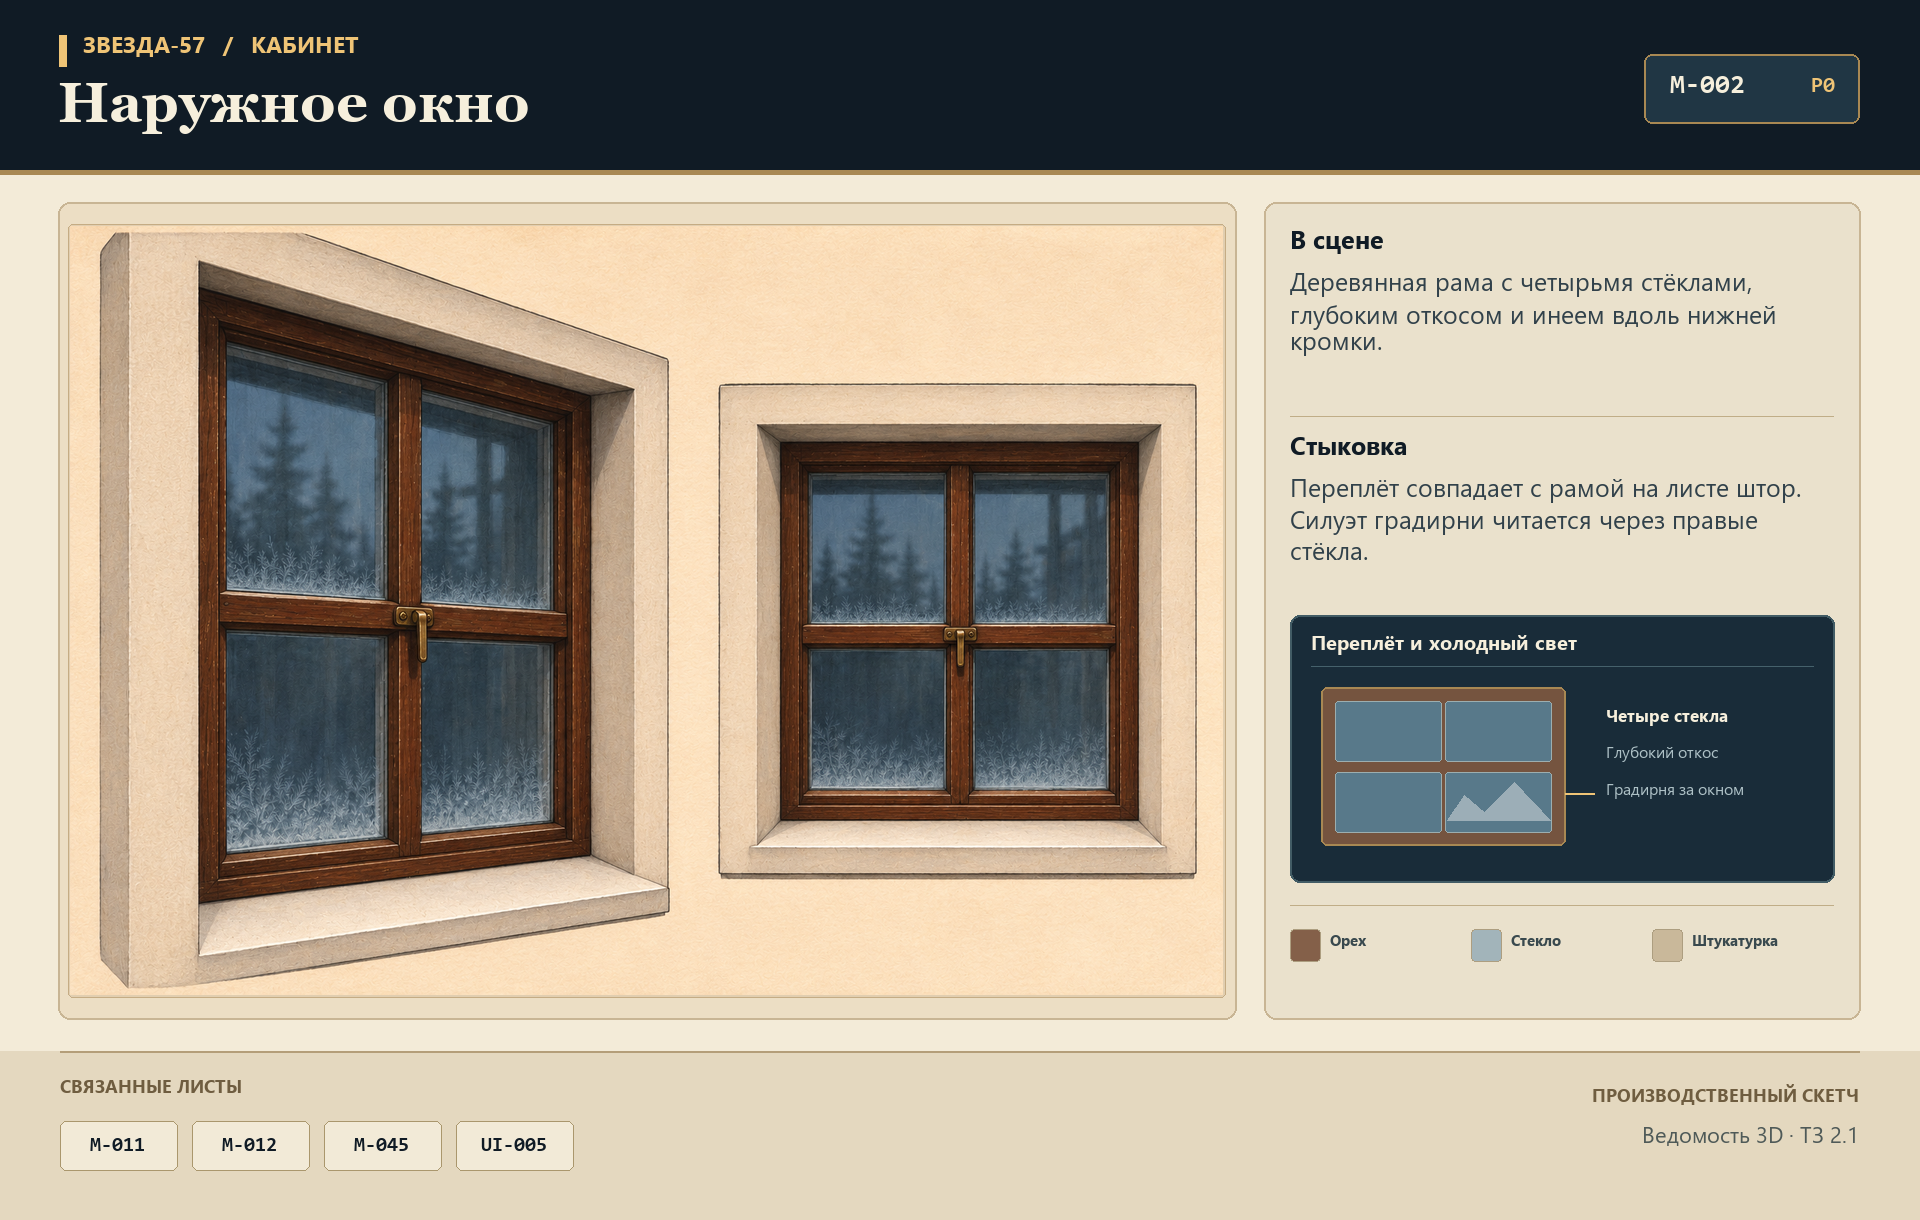 ЗВЕЗДА-57 / КАБИНЕТ
Наружное окно
М-002 P0
В сцене
Деревянная рама с четырьмя стёклами,
глубоким откосом и инеем вдоль нижней
кромки.
Стыковка
Переплёт совпадает с рамой на листе штор.
Силуэт градирни читается через правые
стёкла.
Переплёт и холодный свет
Четыре стекла
Глубокий откос
Градирня за окном
Орех
Стекло
Штукатурка
СВЯЗАННЫЕ ЛИСТЫ
М-011
М-012
М-045
UI-005
ПРОИЗВОДСТВЕННЫЙ СКЕТЧ
Ведомость 3D · ТЗ 2.1